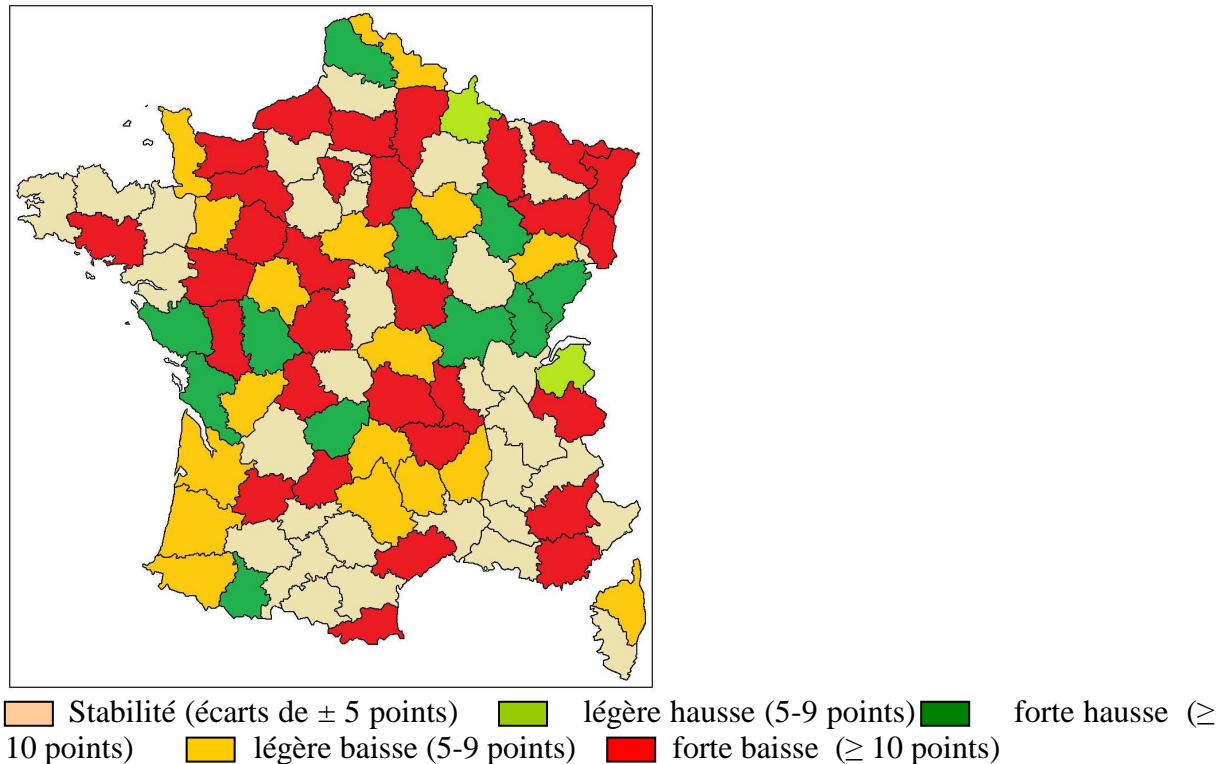 Stabilité (écarts de ± 5 points) légère hausse (5-9 points) forte hausse (≥
10 points) légère baisse (5-9 points) forte baisse (≥ 10 points)